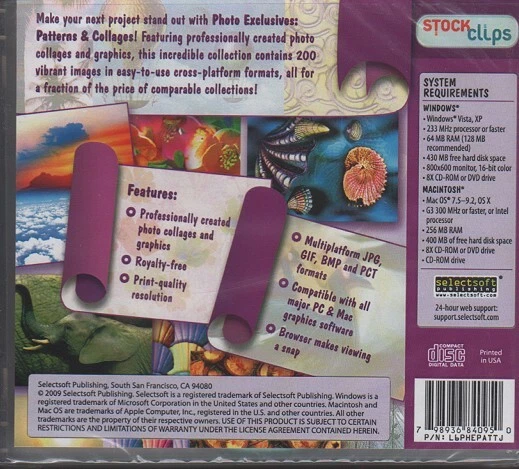 Make your next project stand out with Photo Exclusives:
Patterns & Collages! Featuring professionally created photo
collages and graphics, this incredible collection contains 200
vibrant images in easy-to-use cross-platform formats, all for
a fraction of the price of comparable collections!
Features:
Professionally created
photo collages and
graphics
Royalty-free
Print-quality
resolution
Multiplatform JPG,
GIF, BMP and PCT
formats
Compatible with all
major PC & Mac
graphics software
Browser makes viewing
a snap
STOCK
clips
SYSTEM
REQUIREMENTS
WINDOWS®
• Windows® Vista, XP
• 233 MHz processor or faster
• 64 MB RAM (128 MB
recommended)
• 430 MB free hard disk space
• 800x600 monitor, 16-bit color
• 8X CD-ROM or DVD drive
MACINTOSH®
• Mac OS® 7.5–9.2, OS X
• G3 300 MHz or faster, or Intel
processor
• 256 MB RAM
• 400 MB of free hard disk space
• 8X CD-ROM or DVD drive
• CD-ROM drive
selectsoft
publishing
www.selectsoft.com
24-hour web support:
support.selectsoft.com
COMPACT
disc
DIGITAL DATA
Printed
in USA
Selectsoft Publishing, South San Francisco, CA 94080
© 2009 Selectsoft Publishing. Selectsoft is a registered trademark of Selectsoft Publishing. Windows is a
registered trademark of Microsoft Corporation in the United States and other countries. Macintosh and
Mac OS are trademarks of Apple Computer, Inc., registered in the U.S. and other countries. All other
trademarks are the property of their respective owners. USE OF THIS PRODUCT IS SUBJECT TO CERTAIN
RESTRICTIONS AND LIMITATIONS OF WARRANTY UNDER THE LICENSE AGREEMENT CONTAINED HEREIN.
7 98936 84095 0
P/N: L6PHEPATTJ